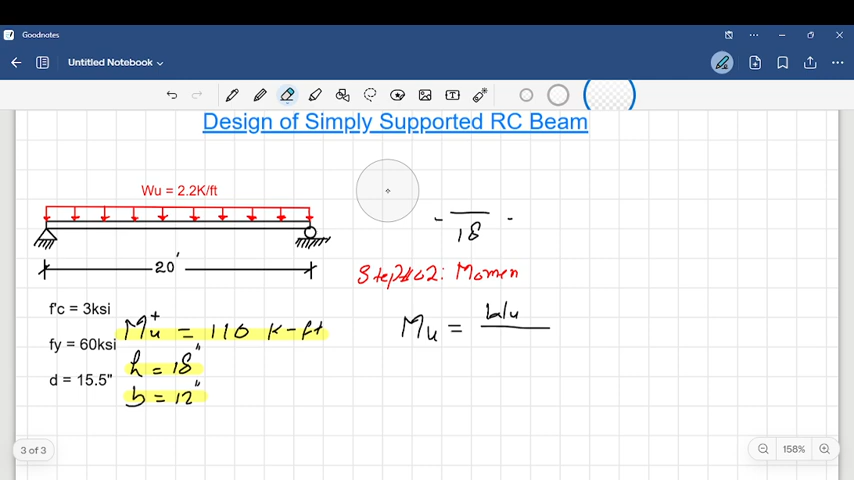 Goodnotes
Untitled Notebook
Design of Simply Supported RC Beam
Wu = 2.2K/ft
20'
f'c = 3ksi
fy = 60ksi
d = 15.5"
Mu+ = 110 K-ft
h = 18"
b = 12"
18
Step#02: Momen
Mu = Wu
3 of 3
158%